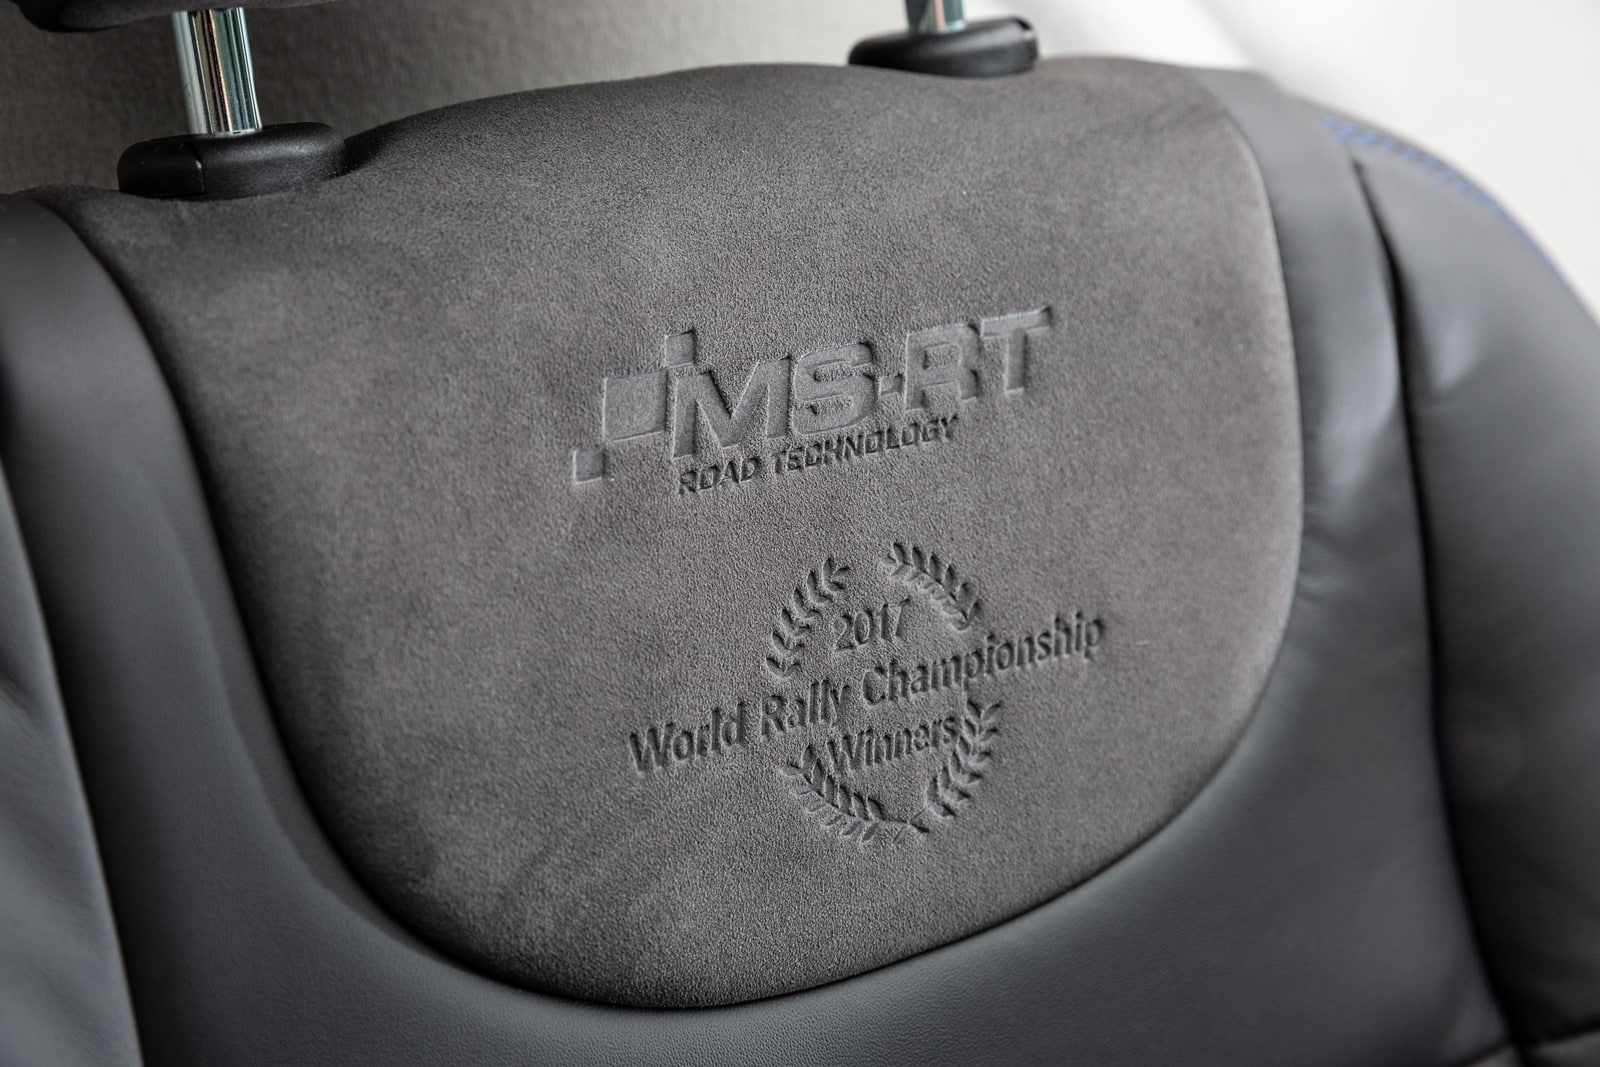 MS-RT
ROAD TECHNOLOGY
2017
World Rally Championship
Winners